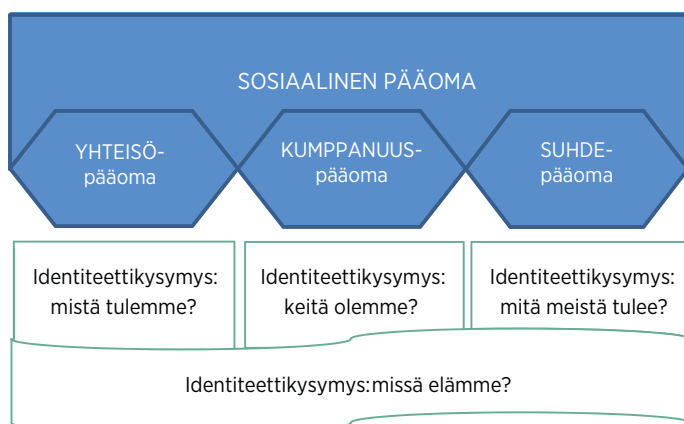 SOSIAALINEN PÄÄOMA
YHTEISÖ-
pääoma
KUMPPANUUS-
pääoma
SUHDE-
pääoma
Identiteettikysymys:
mistä tulemme?
Identiteettikysymys:
keitä olemme?
Identiteettikysymys:
mitä meistä tulee?
Identiteettikysymys:missä elämme?